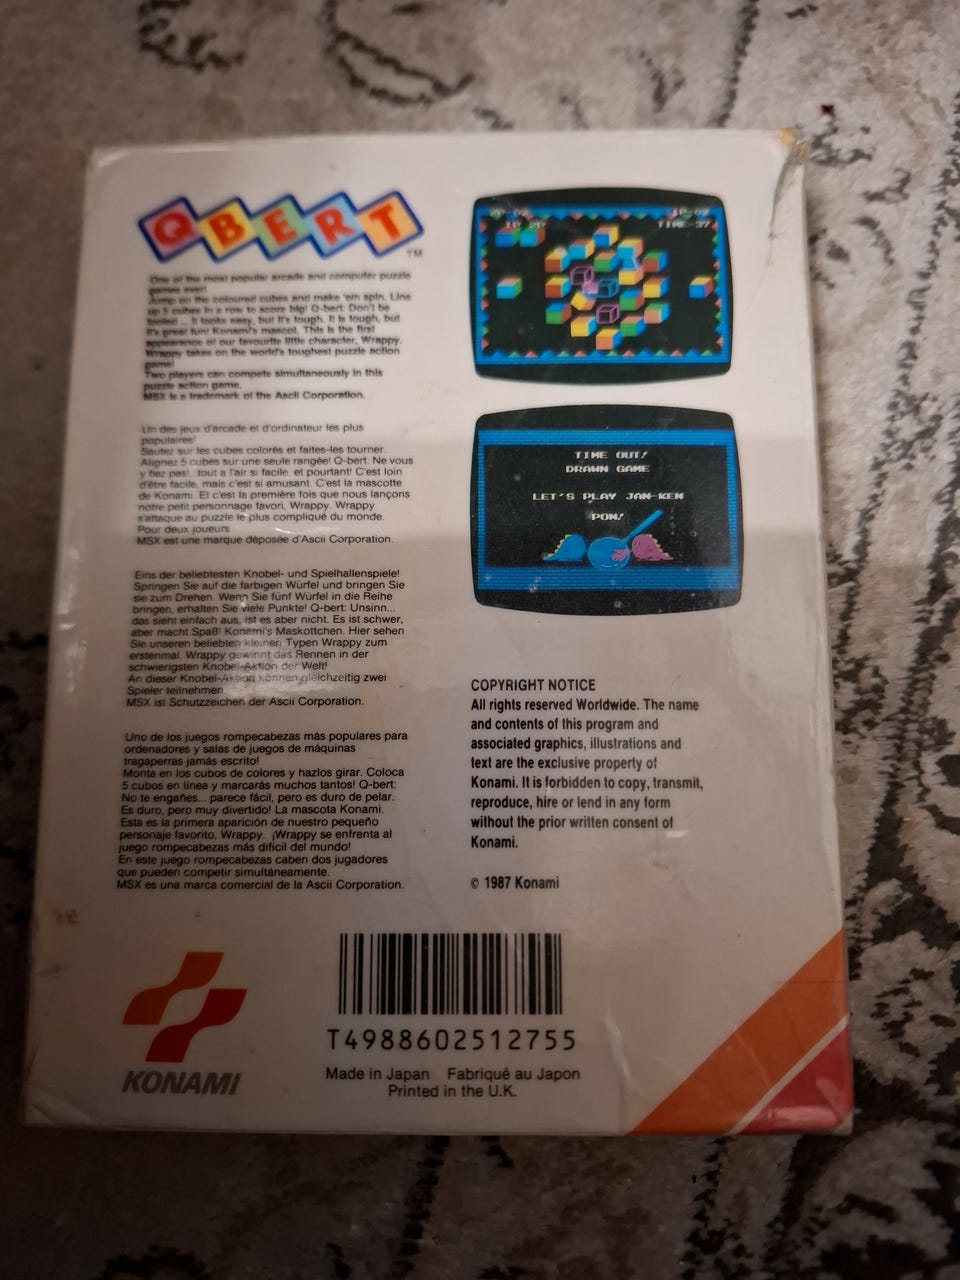 QBERT
TM
One of the most popular arcade and computer puzzle
games ever!
Jump on the coloured cubes and make 'em spin. Line
up 5 cubes in a row to score big! Q-bert: Don't be
fooled ... It looks easy, but it's tough. It is tough, but
it's great fun! Konami's mascot. This is the first
appearance of our favourite little character, Wrappy.
Wrappy takes on the world's toughest puzzle action
game!
Two players can compete simultaneously in this
puzzle action game.
MSX is a trademark of the Ascii Corporation.
Un des jeux d'arcade et d'ordinateur les plus
populaires!
Sautez sur les cubes colorés et faites-les tourner.
Alignez 5 cubes sur une seule rangée! Q-bert: Ne vous
y fiez pas!..tout a l'air si facile, et pourtant! C'est loin
d'être facile, mais c'est si amusant. C'est la mascotte
de Konami. Et c'est la première fois que nous lançons
notre petit personnage favori, Wrappy. Wrappy
s'attaque au puzzle le plus compliqué du monde.
Pour deux joueurs
MSX est une marque déposée d'Ascii Corporation.
Eins der beliebtesten Knobel- und Spielhallenspiele!
Springen Sie auf die farbigen Würfel und bringen Sie
sie zum Drehen. Wenn Sie fünf Würfel in die Reihe
bringen, erhalten Sie viele Punkte! Q-bert: Unsinn...
das sieht einfach aus, ist es aber nicht. Es ist schwer,
aber macht Spaß! Konami's Maskottchen. Hier sehen
Sie unseren beliebten kleinen Typen Wrappy zum
erstenmal. Wrappy gewinnt das Rennen in der
schwierigsten Knobel-Aktion der Welt!
An dieser Knobel-Aktion können gleichzeitig zwei
Spieler teilnehmen
MSX ist Schutzzeichen der Ascii Corporation.
Uno de los juegos rompecabezas más populares para
ordenadores y salas de juegos de máquinas
tragaperras jamás escrito!
Monta en los cubos de colores y hazlos girar. Coloca
5 cubos en línea y marcarás muchos tantos! Q-bert:
No te engañes... parece fácil, pero es duro de pelar.
Es duro, pero muy divertido! La mascota Konami.
Esta es la primera aparición de nuestro pequeño
personaje favorito, Wrappy. ¡Wrappy se enfrenta al
juego rompecabezas más dificil del mundo!
En este juego rompecabezas caben dos jugadores
que pueden competir simultáneamente.
MSX es una marca comercial de la Ascii Corporation.
1P-02
TIME-37
TIME OUT!
DRAWN GAME
LET'S PLAY JAN-KEN
PON!
COPYRIGHT NOTICE
All rights reserved Worldwide. The name
and contents of this program and
associated graphics, illustrations and
text are the exclusive property of
Konami. It is forbidden to copy, transmit,
reproduce, hire or lend in any form
without the prior written consent of
Konami.
© 1987 Konami
KONAMI
T4988602512755
Made in Japan Fabriqué au Japon
Printed in the U.K.